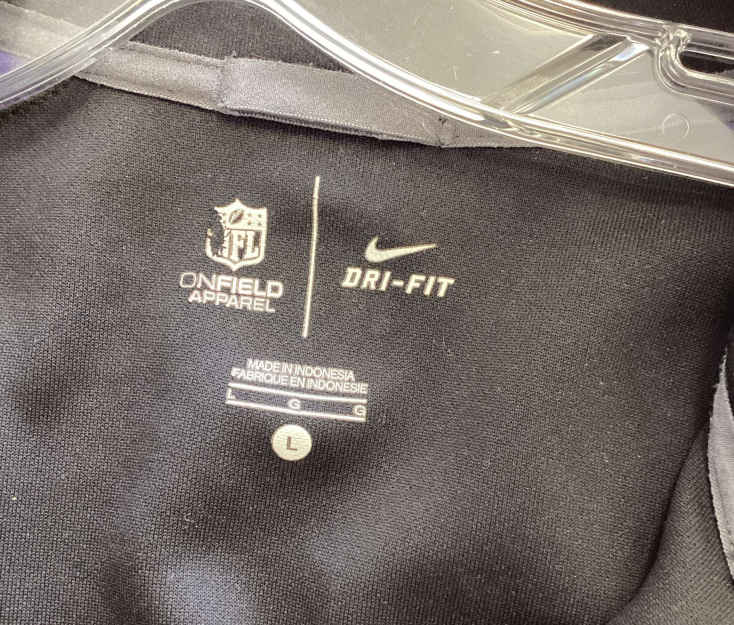 NFL
ONFIELD
APPAREL
DRI-FIT
MADE IN INDONESIA
FABRIQUE EN INDONESIE
L G G
L